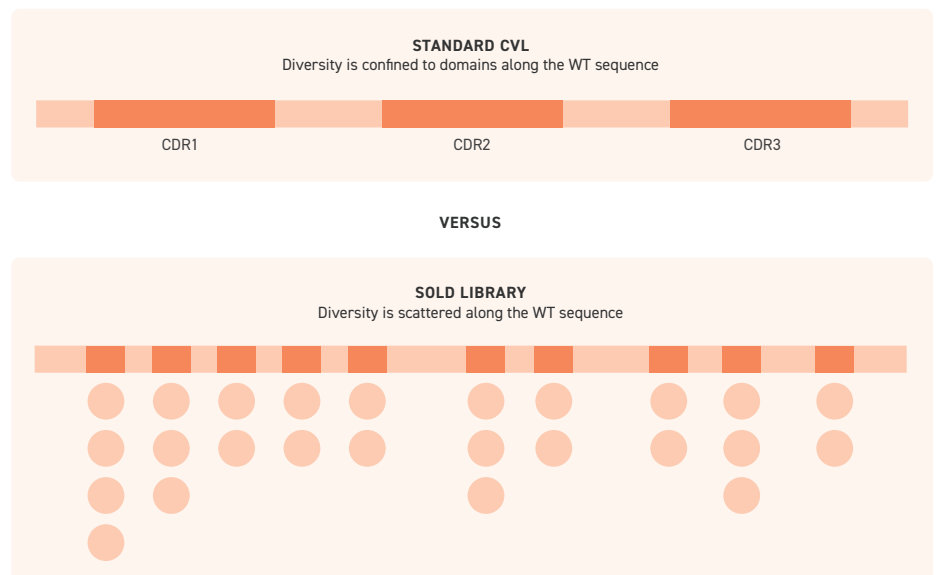 STANDARD CVL
Diversity is confined to domains along the WT sequence
CDR1 CDR2 CDR3
VERSUS
SOLD LIBRARY
Diversity is scattered along the WT sequence